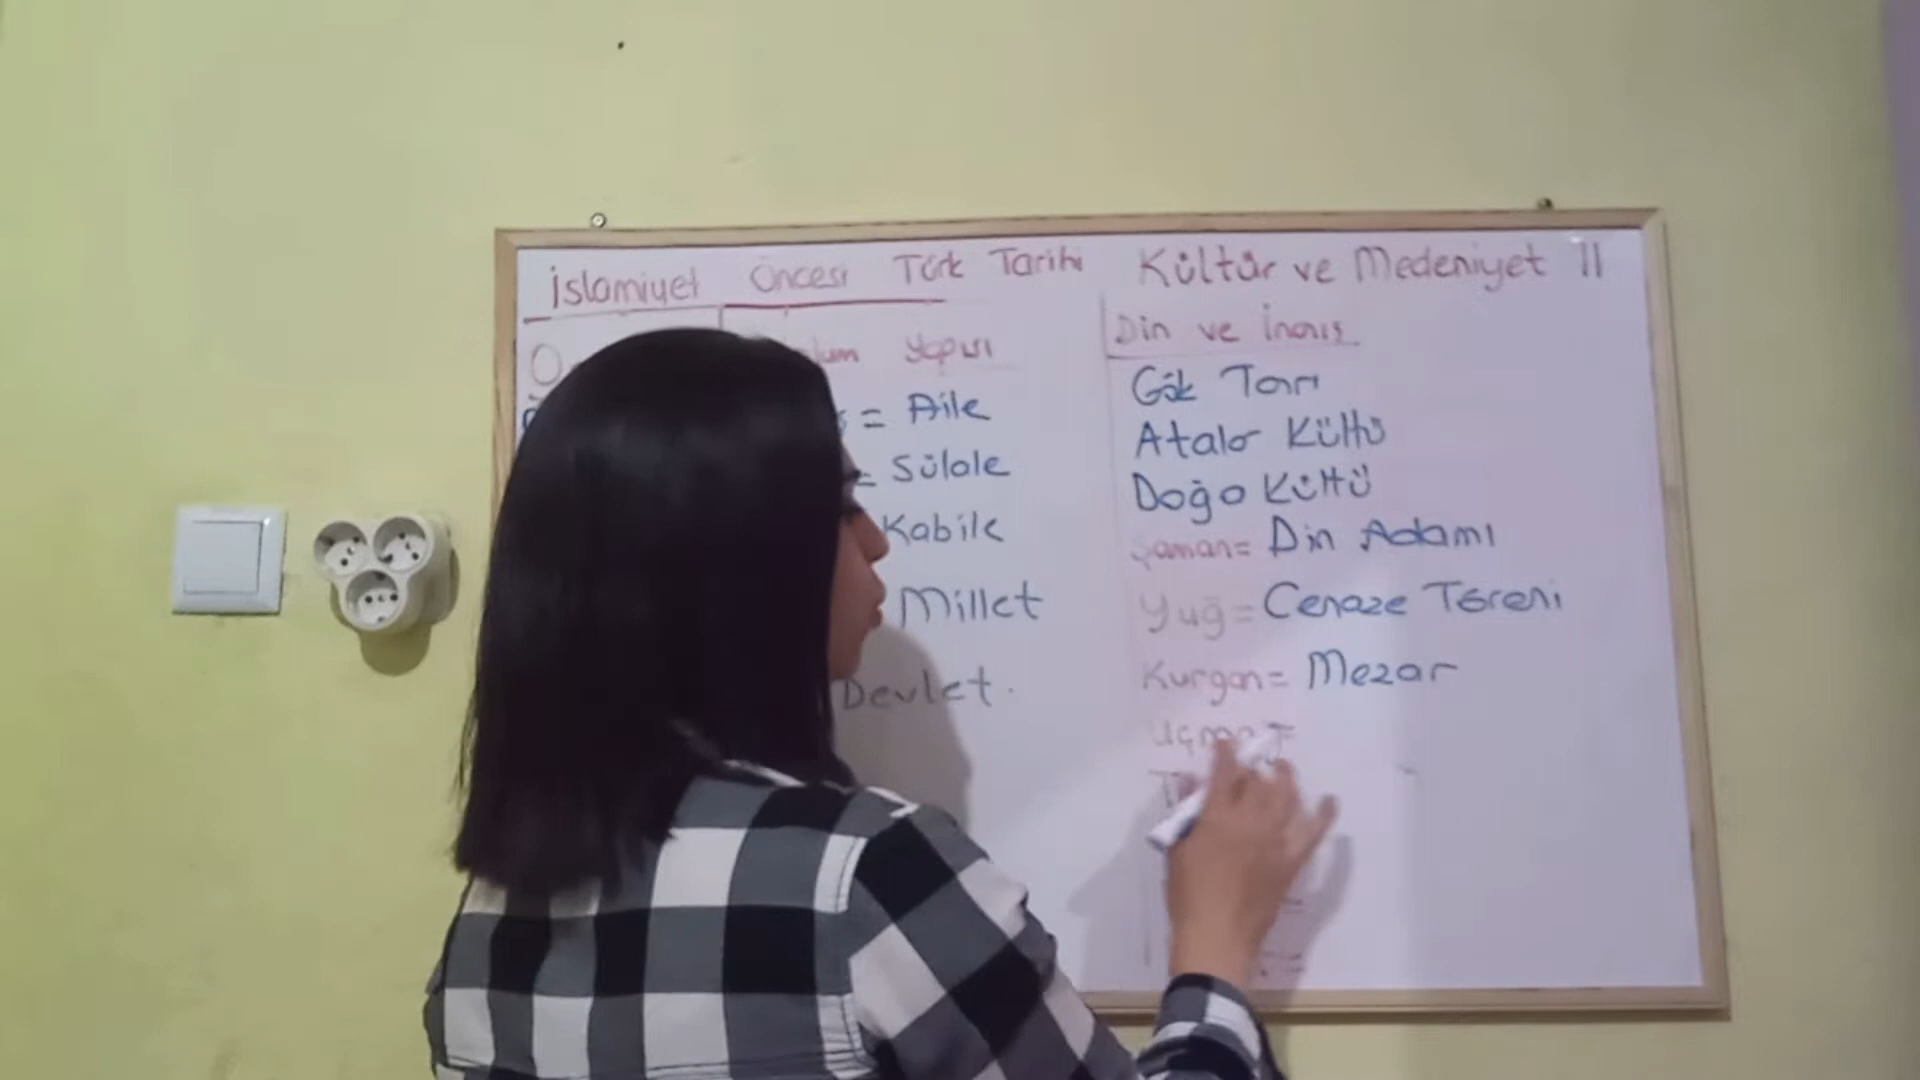 İslamiyet Öncesi Türk Tarihi Kültür ve Medeniyet II
Yapısı
= Aile
= Sülale
Kabile
Millet
Devlet.
Din ve İnanış
Gök Tanrı
Atalar Kültü
Doğa Kültü
Şaman= Din Adamı
Yuğ= Cenaze Töreni
Kurgan= Mezar